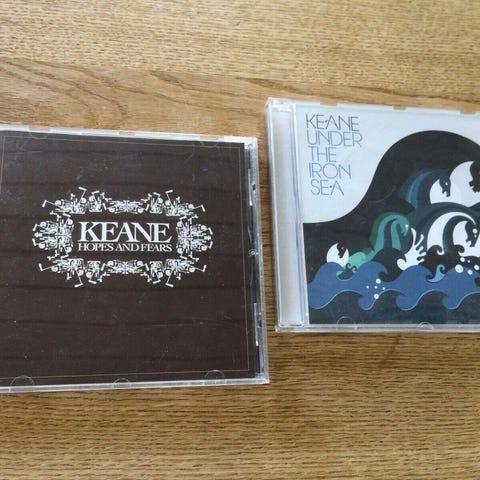 KEANE
HOPES AND FEARS
KEANE
UNDER
THE
IRON
SEA